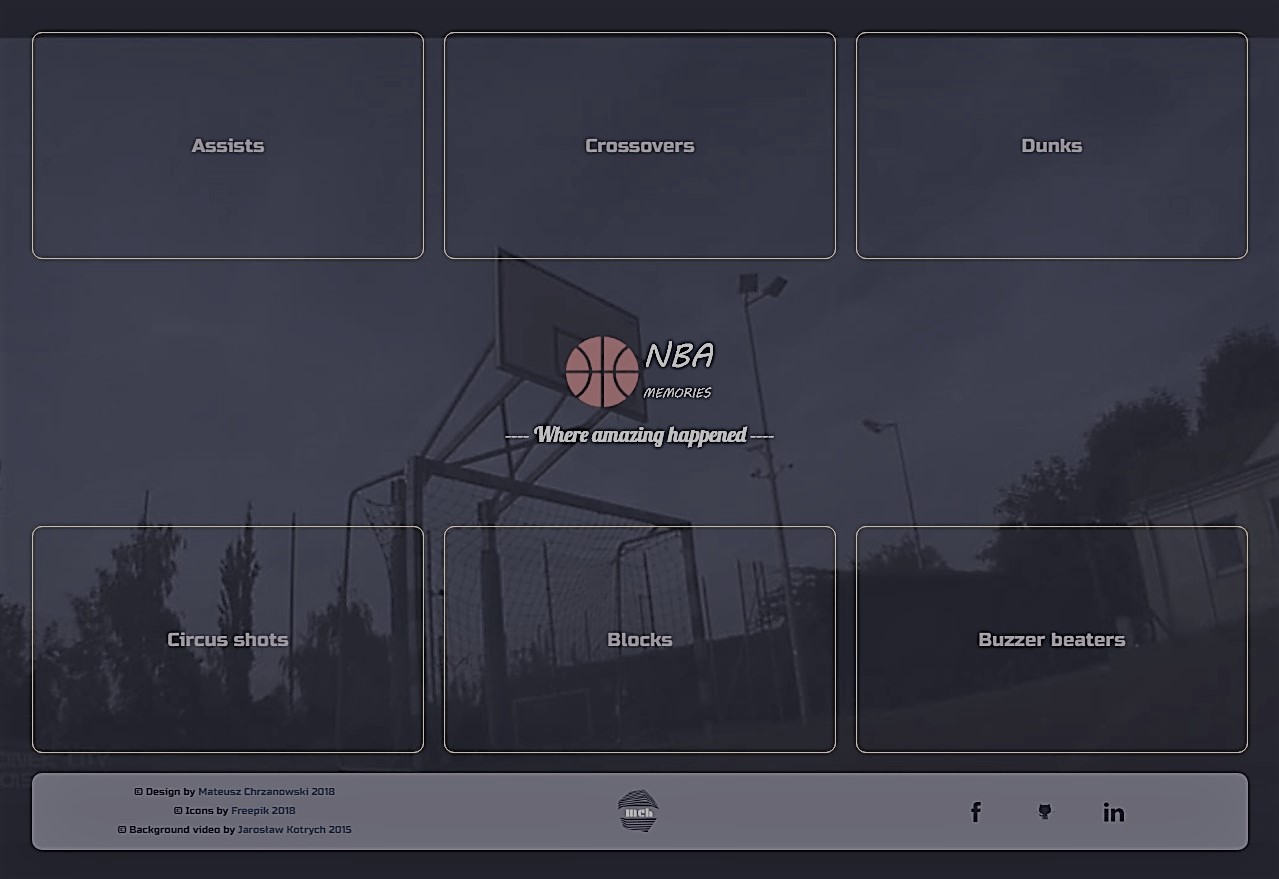 Assists
Crossovers
Dunks
NBA
MEMORIES
---- Where amazing happened ----
Circus shots
Blocks
Buzzer beaters
© Design by Mateusz Chrzanowski 2018
© Icons by Freepik 2018
© Background video by Jarosław Kotrych 2015
mch
f
in